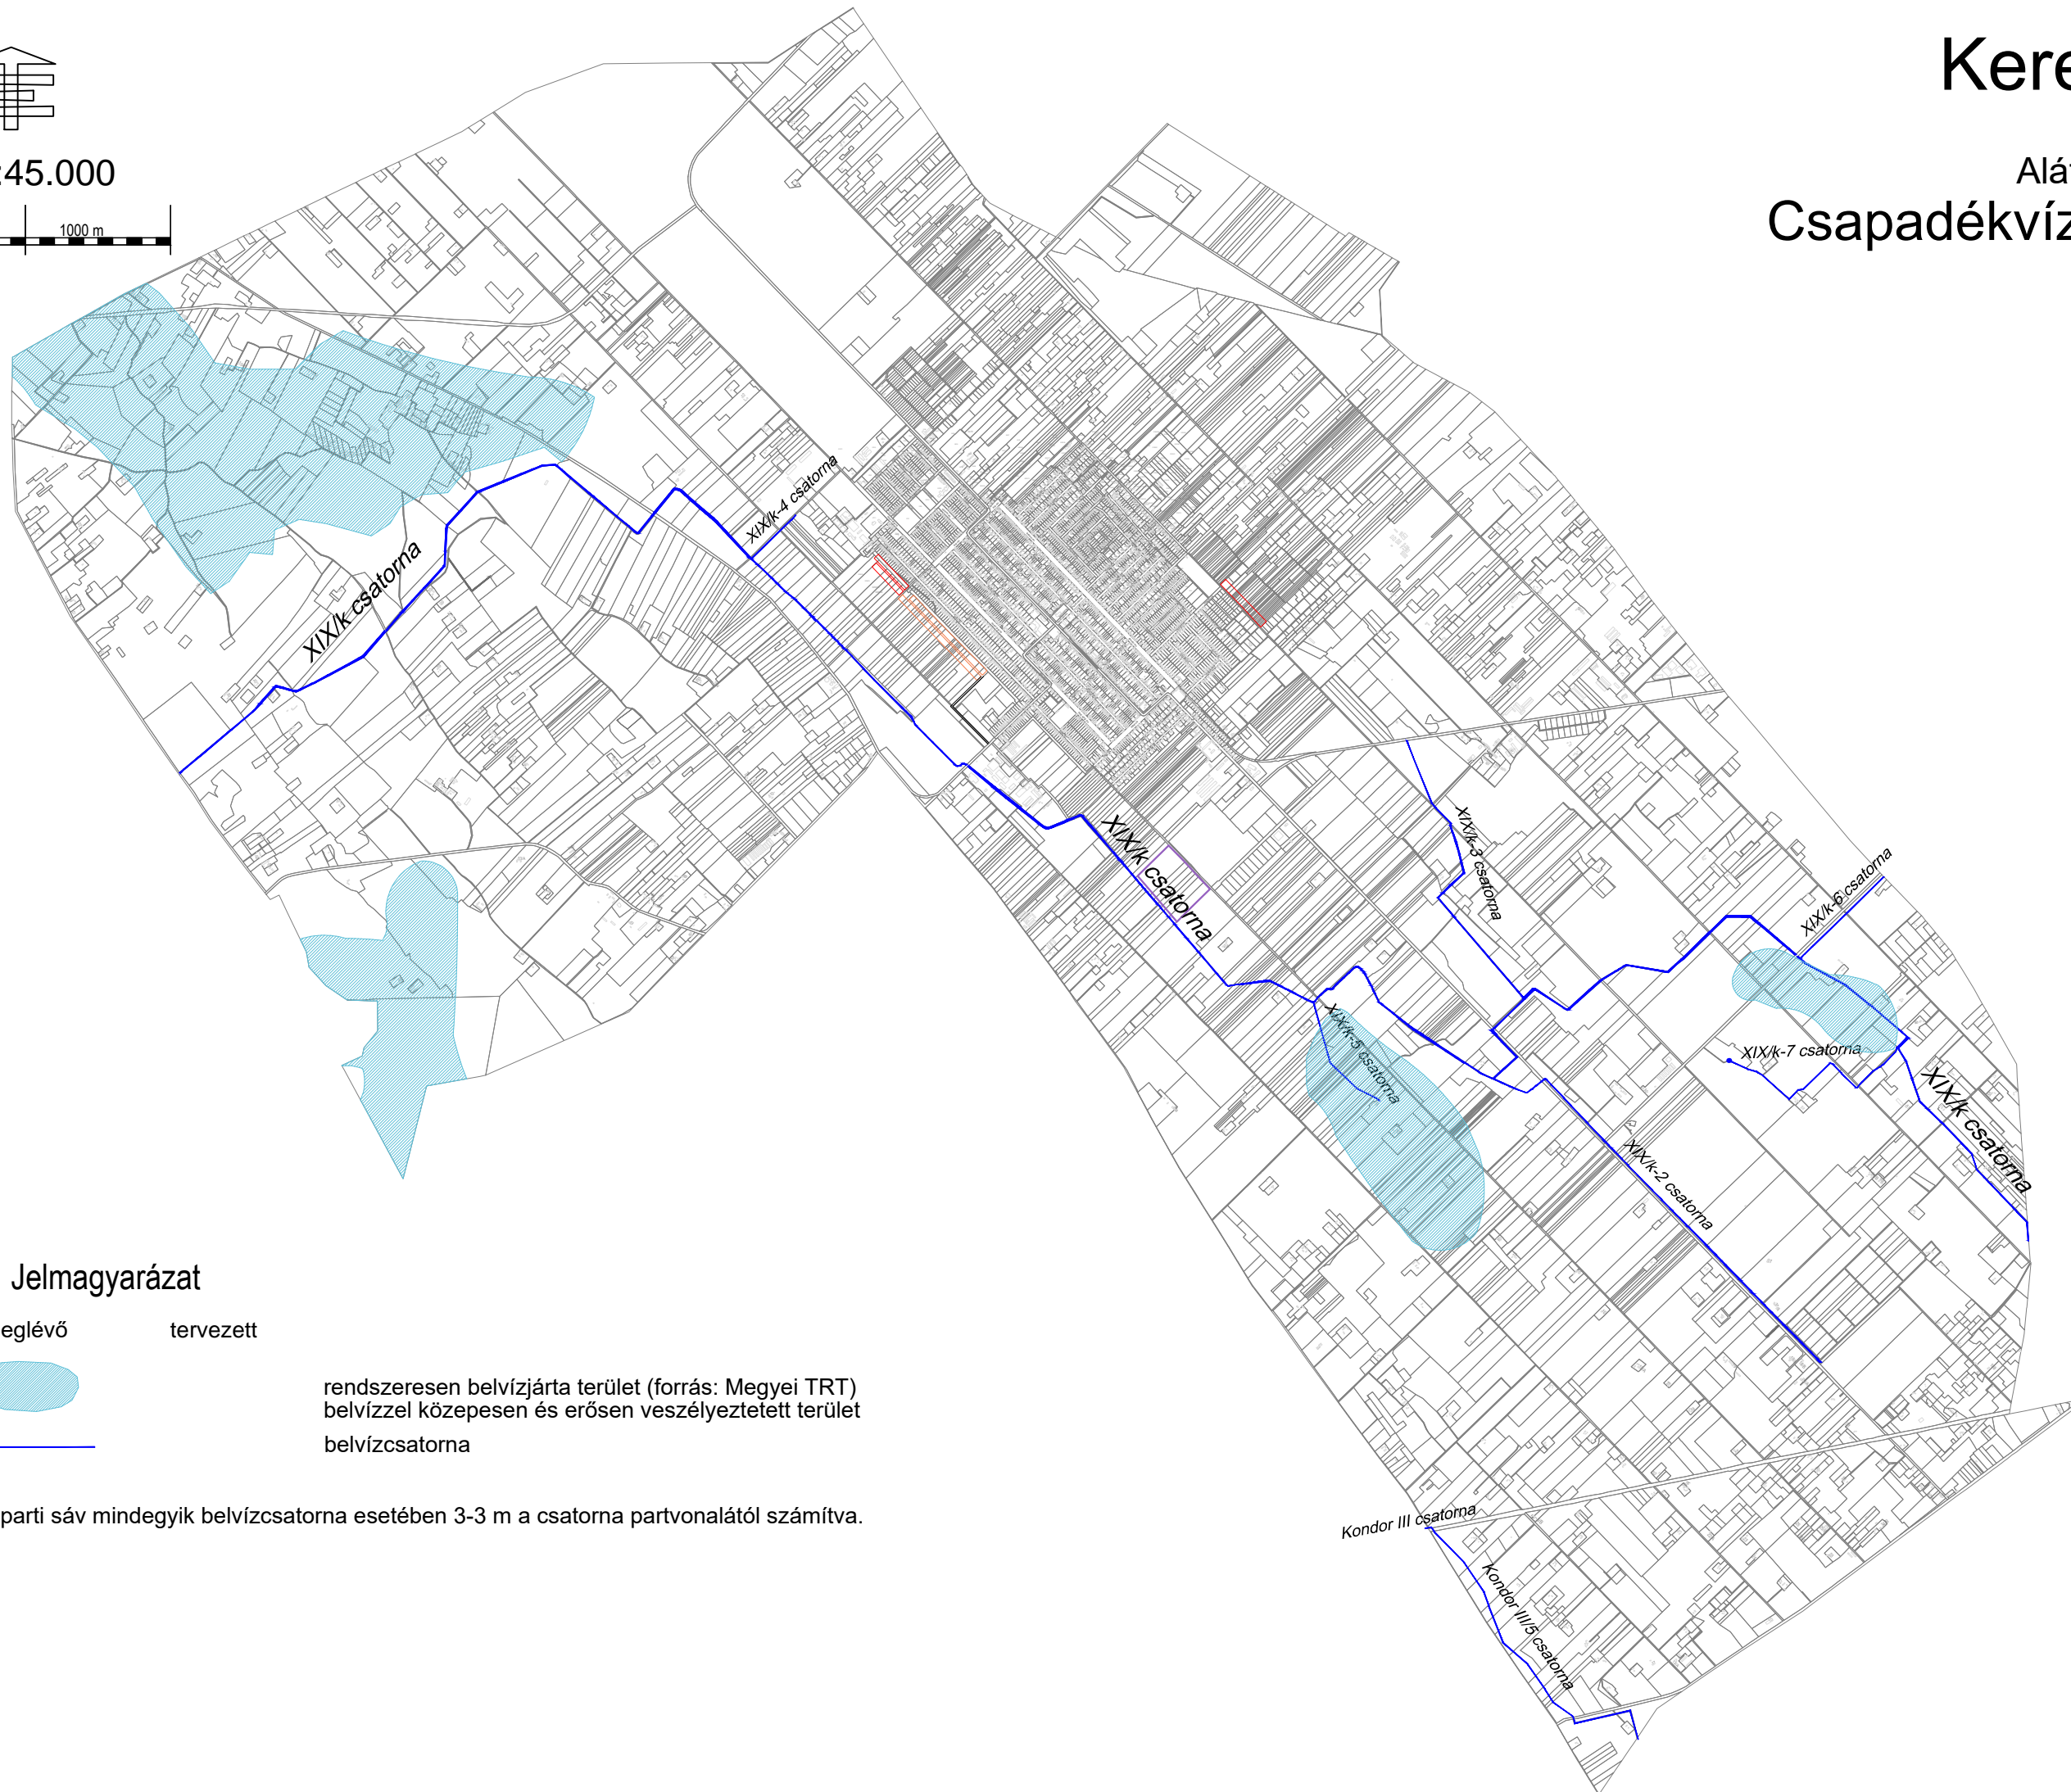 Kere
:45.000
Alá
1000 m
Csapadékvíz
XIX/k-4 csatorna
XIX/k csatorna
XIX/k csatorna
XIX/k-3 csatorna
XIX/k-6 csatorna
XIX/k-5 csatorna
XIX/k-7 csatorna
XIX/k csatorna
XIX/k-2 csatorna
Jelmagyarázat
eglévő tervezett
rendszeresen belvízjárta terület (forrás: Megyei TRT)
belvízzel közepesen és erősen veszélyeztetett terület
belvízcsatorna
parti sáv mindegyik belvízcsatorna esetében 3-3 m a csatorna partvonalától számítva.
Kondor III csatorna
Kondor III/5 csatorna